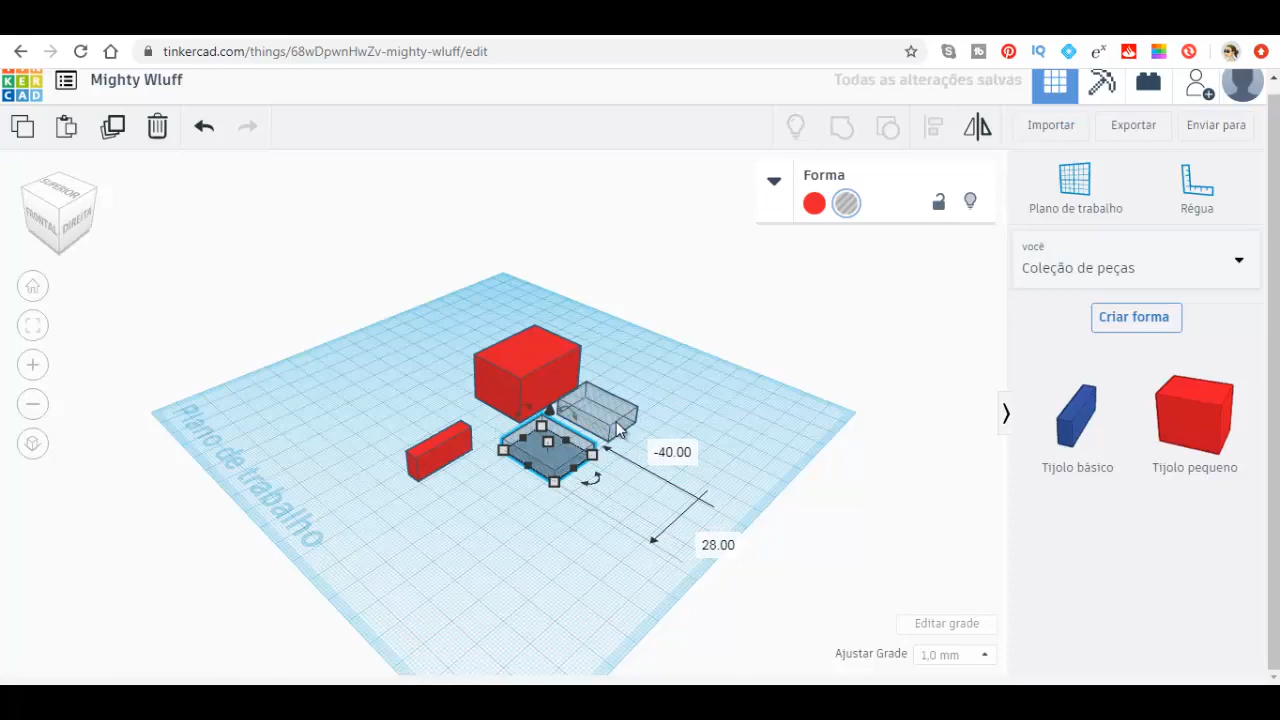 tinkercad.com/things/68wDpwnHwZv-mighty-wluff/edit
KER
CAD
Mighty Wluff
Todas as alterações salvas
Importar
Exportar
Enviar para
SUPERIOR
FRONTAL
DIREITA
Forma
Plano de trabalho
Régua
você
Coleção de peças
Criar forma
Tijolo básico
Tijolo pequeno
Plano de trabalho
-40.00
28.00
Editar grade
Ajustar Grade
1,0 mm